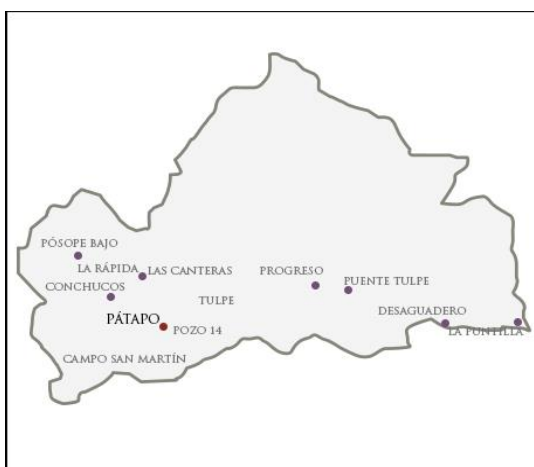 PÓSOPE BAJO
LA RÁPIDA
LAS CANTERAS
PROGRESO
CONCHUCOS
PUENTE TULPE
TULPE
DESAGUADERO
PÁTAPO
POZO 14
LA PUNTILLA
CAMPO SAN MARTÍN